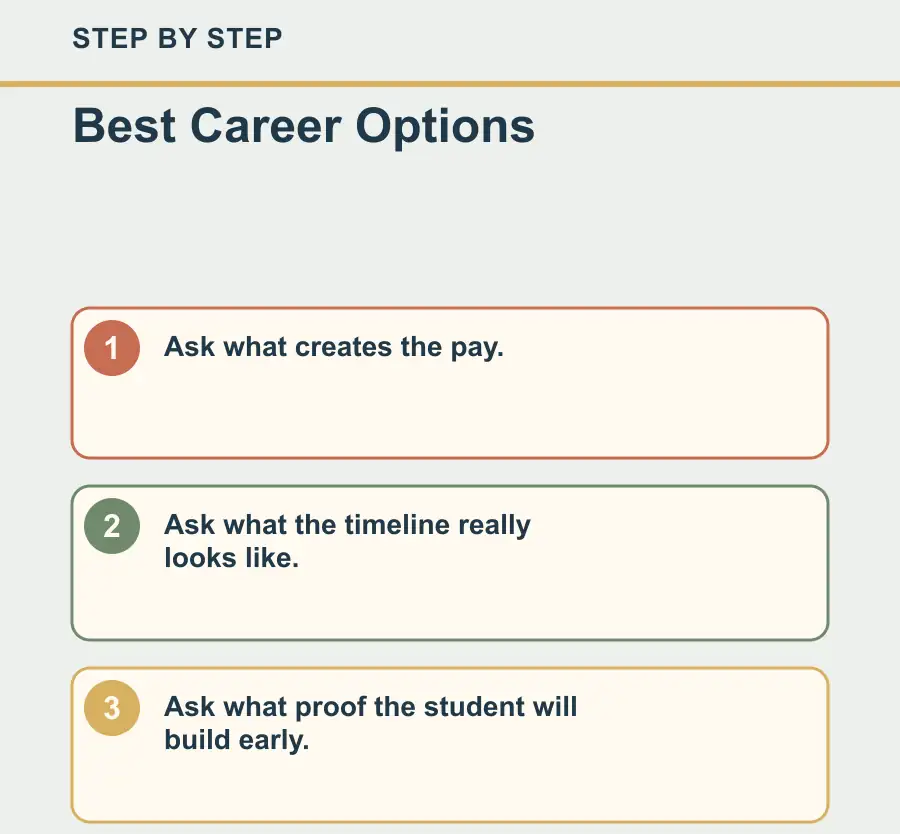 STEP BY STEP
Best Career Options
1
Ask what creates the pay.
2
Ask what the timeline really
looks like.
3
Ask what proof the student will
build early.